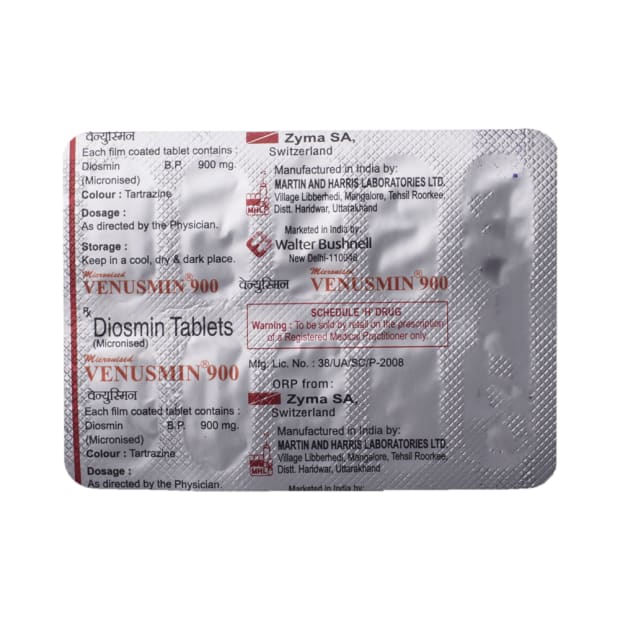 वेन्युस्मिन
Each film coated tablet contains :
Diosmin B.P. 900 mg.
(Micronised)
Colour : Tartrazine
Dosage :
As directed by the Physician.
Storage :
Keep in a cool, dry & dark place.
Micronised
VENUSMIN® 900
Rx
Diosmin Tablets
(Micronised)
Micronised
VENUSMIN® 900
वेन्युस्मिन
Each film coated tablet contains :
Diosmin B.P. 900 mg.
(Micronised)
Colour : Tartrazine
Dosage :
As directed by the Physician.
Zyma SA,
Switzerland
Manufactured in India by:
MARTIN AND HARRIS LABORATORIES LTD.
Village Libberhedi, Mangalore, Tehsil Roorkee,
Distt. Haridwar, Uttarakhand
MHL
Marketed in India by:
Walter Bushnell
New Delhi-110048
वेन्युस्मिन
Micronised
VENUSMIN® 900
SCHEDULE 'H' DRUG
Warning : To be sold by retail on the prescription
of a Registered Medical Practitioner only.
Mfg. Lic. No. : 38/UA/SC/P-2008
ORP from:
Zyma SA,
Switzerland
Manufactured in India by:
MARTIN AND HARRIS LABORATORIES LTD.
Village Libberhedi, Mangalore, Tehsil Roorkee,
Distt. Haridwar, Uttarakhand
MHL
Marketed in India by: